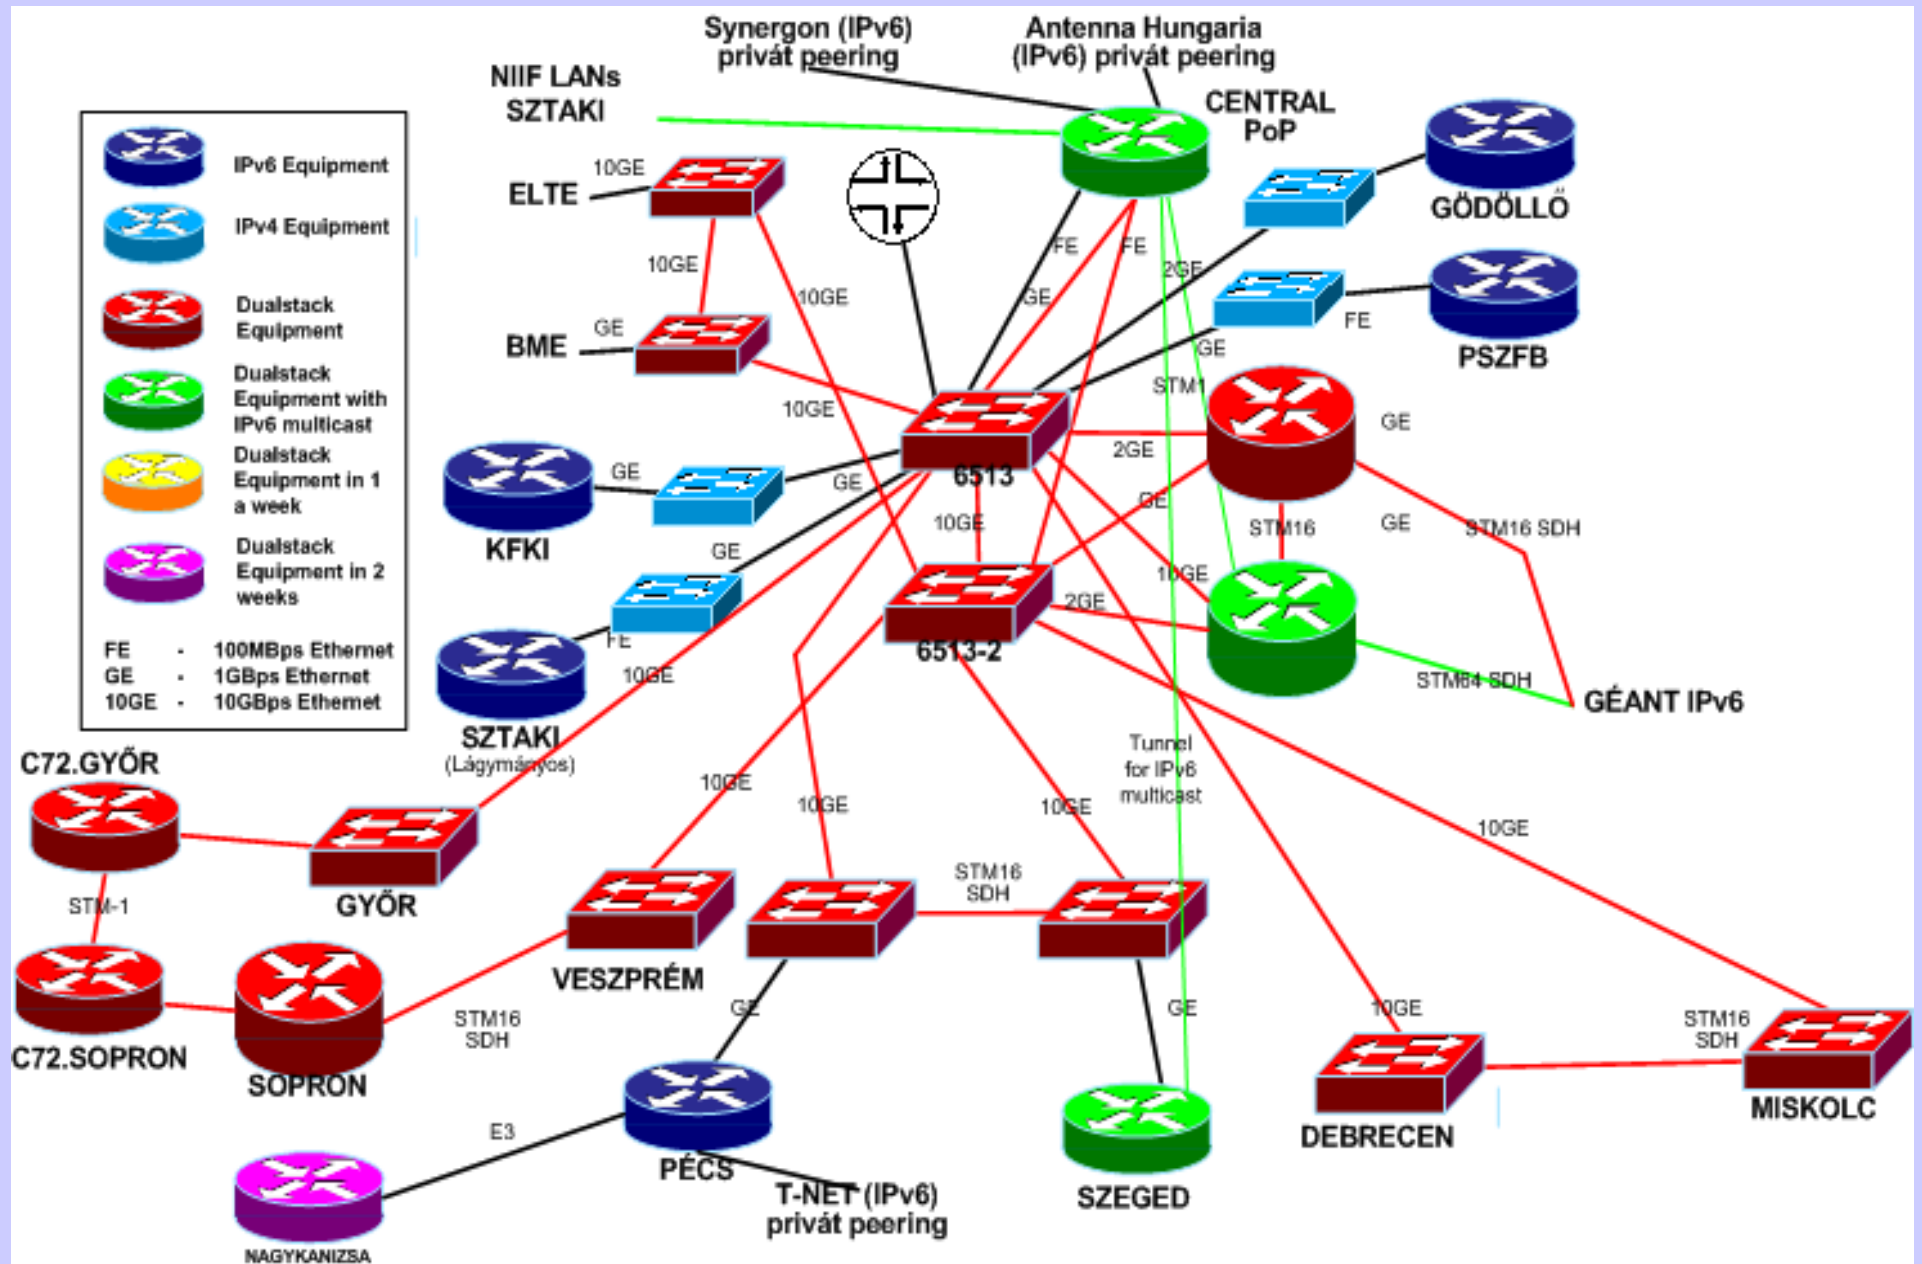 Synergon (IPv6)
privát peering
Antenna Hungaria
(IPv6) privát peering
NIIF LANs
SZTAKI
CENTRAL
PoP
IPv6 Equipment
IPv4 Equipment
Dualstack
Equipment
Dualstack
Equipment with
IPv6 multicast
Dualstack
Equipment in 1
a week
Dualstack
Equipment in 2
weeks
FE - 100MBps Ethernet
GE - 1GBps Ethernet
10GE - 10GBps Ethernet
10GE
ELTE
GÖDÖLLŐ
10GE
10GE
FE
FE
2GE
GE
GE
BME
FE
GE
PSZFB
10GE
STM1
GE
2GE
GE
GE
6513
KFKI
10GE
GE
STM16
GE
STM16 SDH
GE
10GE
2GE
FE
6513-2
10GE
STM64 SDH
GÉANT IPv6
SZTAKI
(Lágymányos)
Tunnel
for IPv6
multicast
C72.GYŐR
10GE
10GE
10GE
10GE
STM-1
GYŐR
STM16
SDH
VESZPRÉM
STM16
SDH
GE
GE
10GE
STM16
SDH
C72.SOPRON
SOPRON
MISKOLC
DEBRECEN
E3
PÉCS
SZEGED
T-NET (IPv6)
privát peering
NAGYKANIZSA